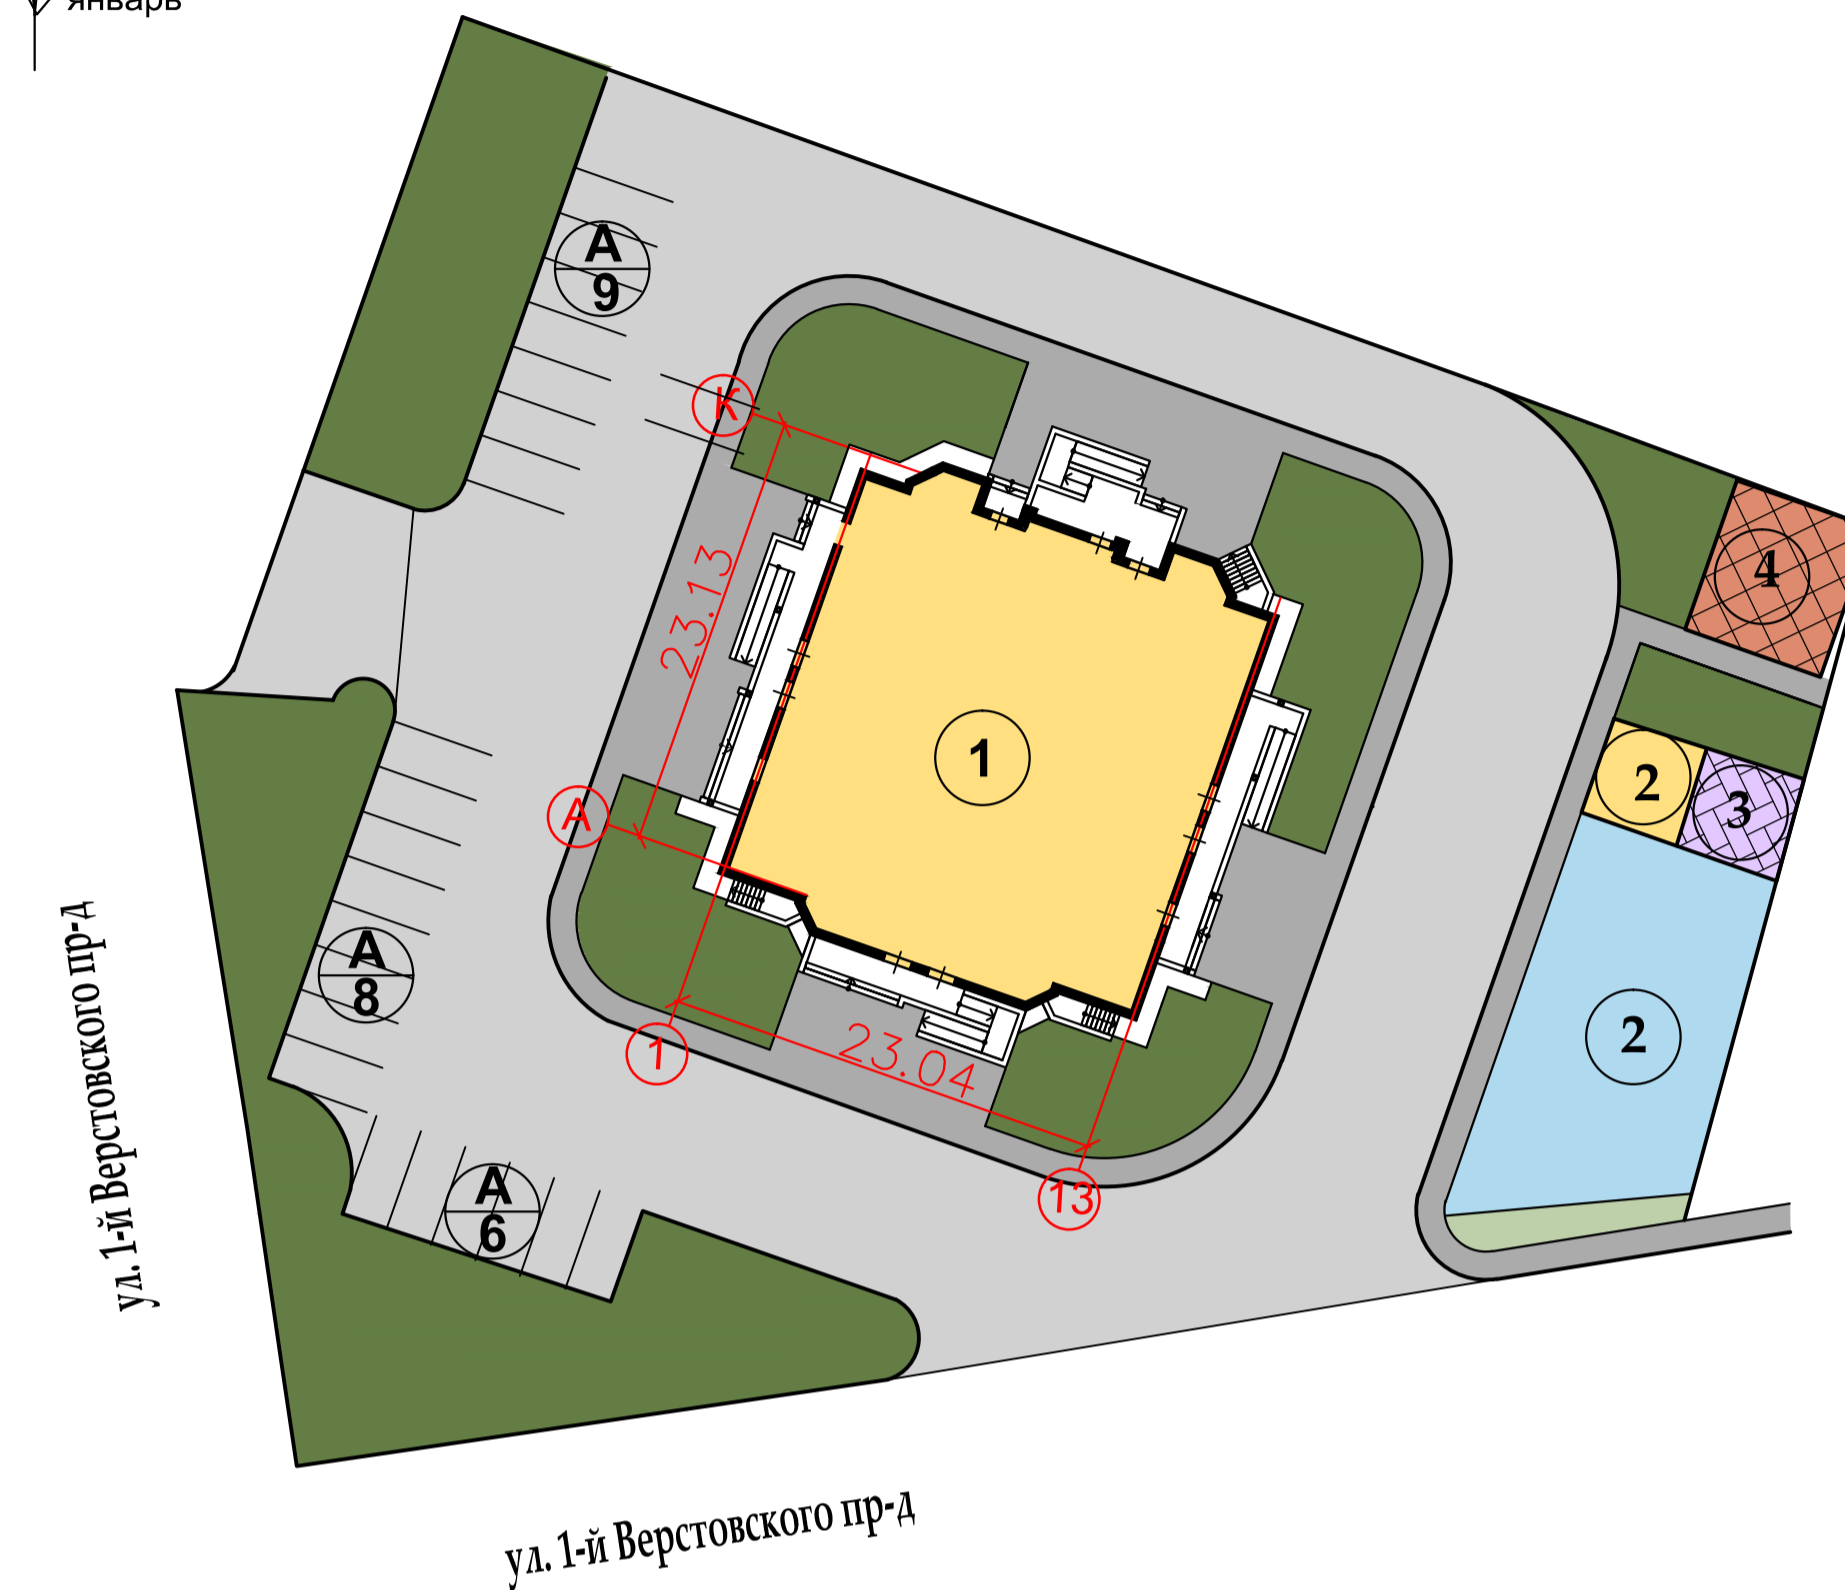 январь
А
9
К
4
23.13
1
2
3
А
А
8
2
1
23.04
А
6
13
ул. 1-й Верстовского пр-д
ул. 1-й Верстовского пр-д